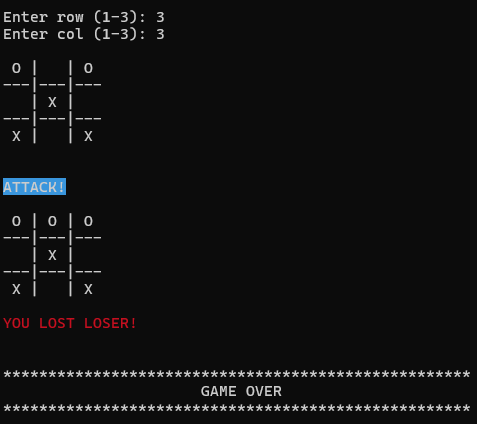 Enter row (1-3): 3
Enter col (1-3): 3
 O |   | O
---|---|---
   | X |
---|---|---
 X |   | X
ATTACK!
 O | O | O
---|---|---
   | X |
---|---|---
 X |   | X
YOU LOST LOSER!
****************************************************
                      GAME OVER
****************************************************